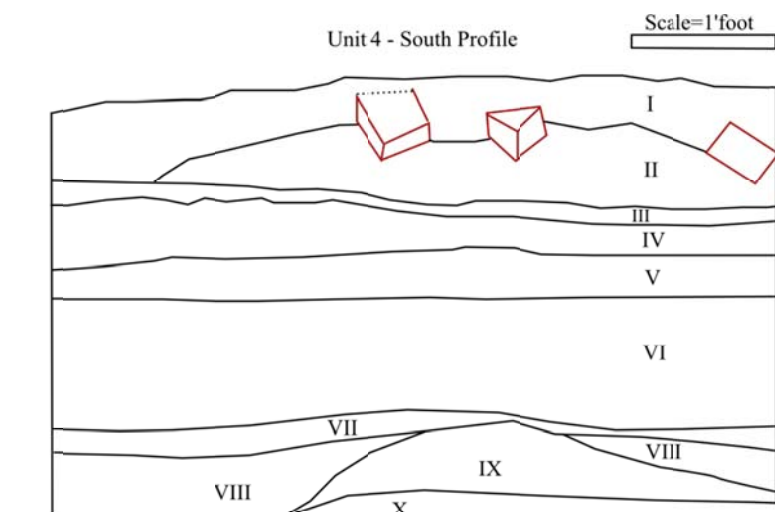 Scale=1'foot
Unit 4 - South Profile
I
II
III
IV
V
VI
VII
VIII
IX
VIII
X